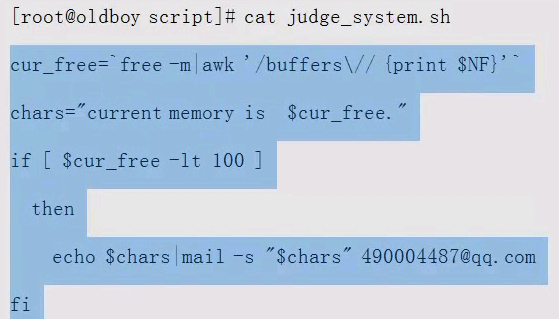 [root@oldboy script]# cat judge_system.sh
cur_free=`free -m|awk '/buffers\// {print $NF}'`
chars="current memory is  $cur_free."
if [ $cur_free -lt 100 ]
  then
    echo $chars|mail -s "$chars" 490004487@qq.com
fi